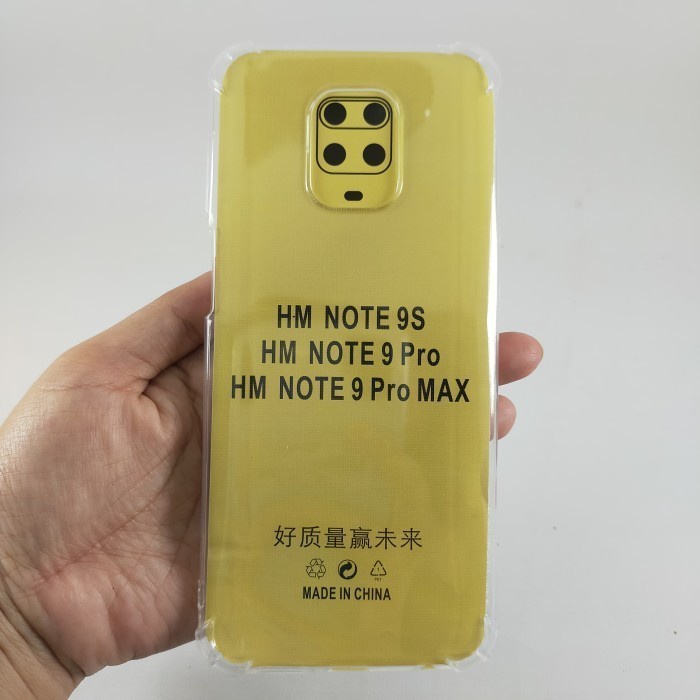 HM NOTE 9S
HM NOTE 9 Pro
HM NOTE 9 Pro MAX
好质量赢未来
MADE IN CHINA